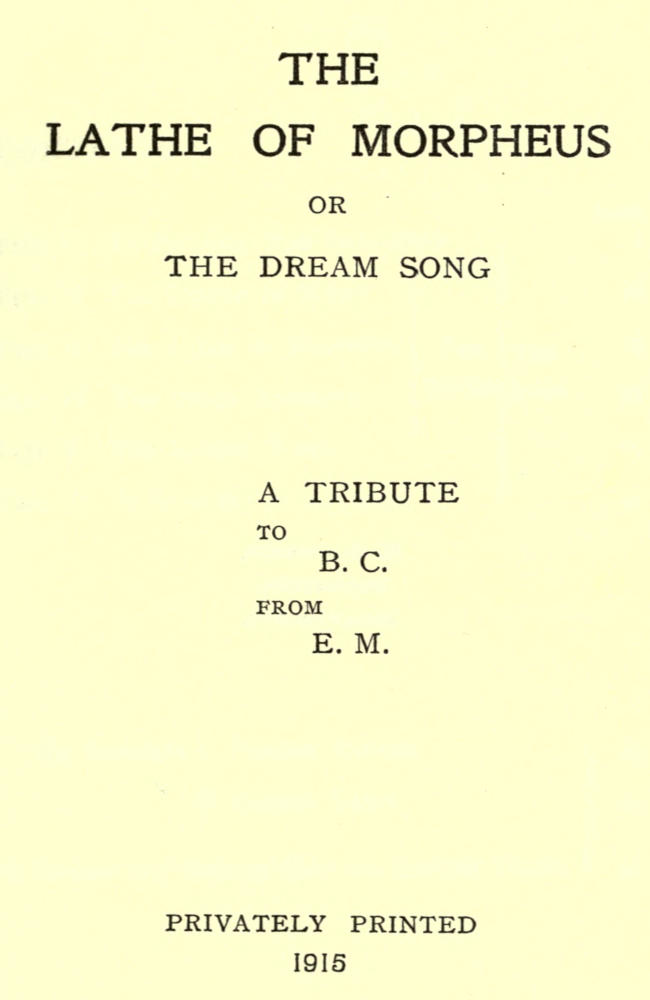 THE
LATHE OF MORPHEUS
OR
THE DREAM SONG
A TRIBUTE
TO
B. C.
FROM
E. M.
PRIVATELY PRINTED
1915